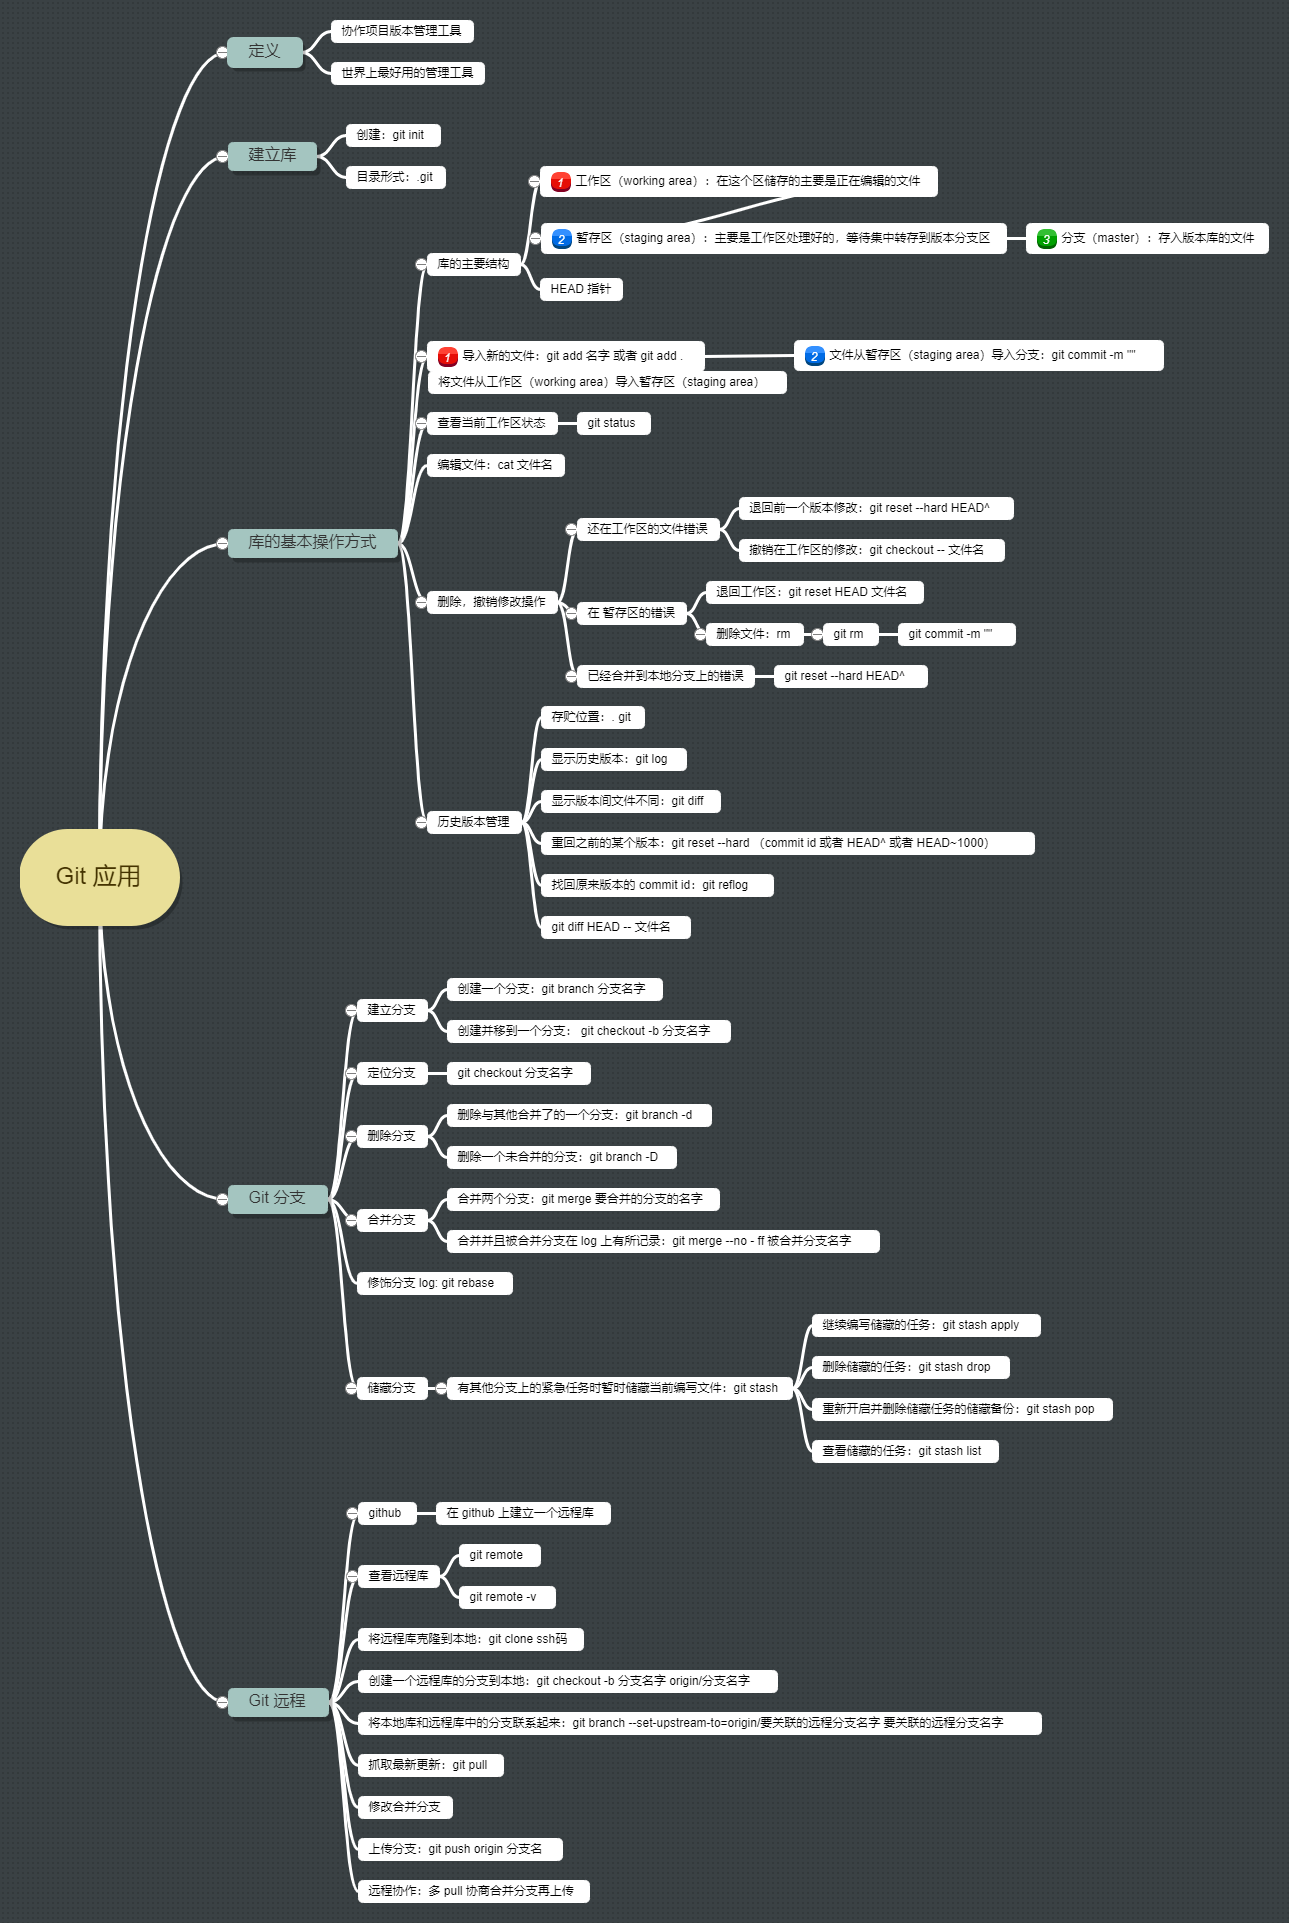 Git 应用
定义
协作项目版本管理工具
世界上最好用的管理工具
建立库
创建：git init
目录形式：.git
库的基本操作方式
库的主要结构
1 工作区（working area）：在这个区储存的主要是正在编辑的文件
2 暂存区（staging area）：主要是工作区处理好的，等待集中转存到版本分支区
3 分支（master）：存入版本库的文件
HEAD 指针
1 导入新的文件：git add 名字 或者 git add .
2 文件从暂存区（staging area）导入分支：git commit -m ""
将文件从工作区（working area）导入暂存区（staging area）
查看当前工作区状态
git status
编辑文件：cat 文件名
删除，撤销修改操作
还在工作区的文件错误
退回前一个版本修改：git reset --hard HEAD^
撤销在工作区的修改：git checkout -- 文件名
在 暂存区的错误
退回工作区：git reset HEAD 文件名
删除文件：rm
git rm
git commit -m ""
已经合并到本地分支上的错误
git reset --hard HEAD^
历史版本管理
存贮位置：. git
显示历史版本：git log
显示版本间文件不同：git diff
重回之前的某个版本：git reset --hard （commit id 或者 HEAD^ 或者 HEAD~1000）
找回原来版本的 commit id：git reflog
git diff HEAD -- 文件名
Git 分支
建立分支
创建一个分支：git branch 分支名字
创建并移到一个分支： git checkout -b 分支名字
定位分支
git checkout 分支名字
删除分支
删除与其他合并了的一个分支：git branch -d
删除一个未合并的分支：git branch -D
合并分支
合并两个分支：git merge 要合并的分支的名字
合并并且被合并分支在 log 上有所记录：git merge --no - ff 被合并分支名字
修饰分支 log: git rebase
储藏分支
有其他分支上的紧急任务时暂时储藏当前编写文件：git stash
继续编写储藏的任务：git stash apply
删除储藏的任务：git stash drop
重新开启并删除储藏任务的储藏备份：git stash pop
查看储藏的任务：git stash list
Git 远程
github
在 github 上建立一个远程库
查看远程库
git remote
git remote -v
将远程库克隆到本地：git clone ssh码
创建一个远程库的分支到本地：git checkout -b 分支名字 origin/分支名字
将本地库和远程库中的分支联系起来：git branch --set-upstream-to=origin/要关联的远程分支名字 要关联的远程分支名字
抓取最新更新：git pull
修改合并分支
上传分支：git push origin 分支名
远程协作：多 pull 协商合并分支再上传